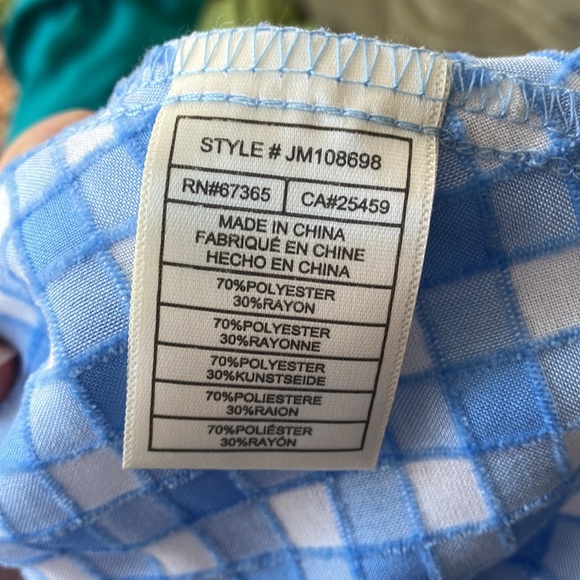 STYLE # JM108698
RN#67365 CA#25459
MADE IN CHINA
FABRIQUÉ EN CHINE
HECHO EN CHINA
70%POLYESTER
30%RAYON
70%POLYESTER
30%RAYONNE
70%POLYESTER
30%KUNSTSEIDE
70%POLIESTERE
30%RAION
70%POLIÉSTER
30%RAYÓN